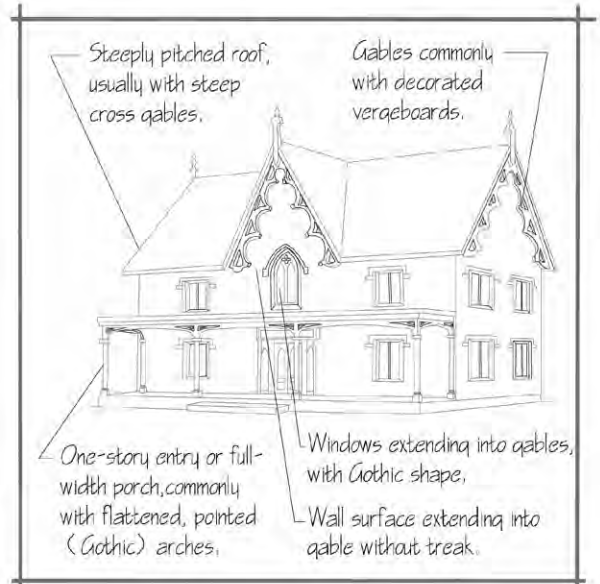 Steeply pitched roof,
usually with steep
cross gables.
Gables commonly
with decorated
vergeboards.
One-story entry or full-
width porch,commonly
with flattened, pointed
(Gothic) arches.
Windows extending into gables,
with Gothic shape.
Wall surface extending into
gable without treak.